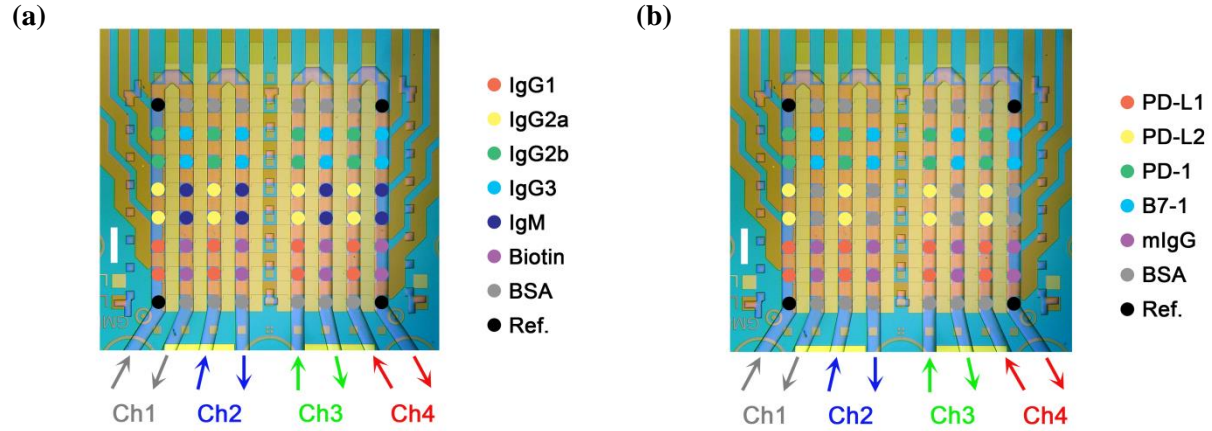 (a)
IgG1
IgG2a
IgG2b
IgG3
IgM
Biotin
BSA
Ref.
Ch1 Ch2 Ch3 Ch4
(b)
PD-L1
PD-L2
PD-1
B7-1
mIgG
BSA
Ref.
Ch1 Ch2 Ch3 Ch4